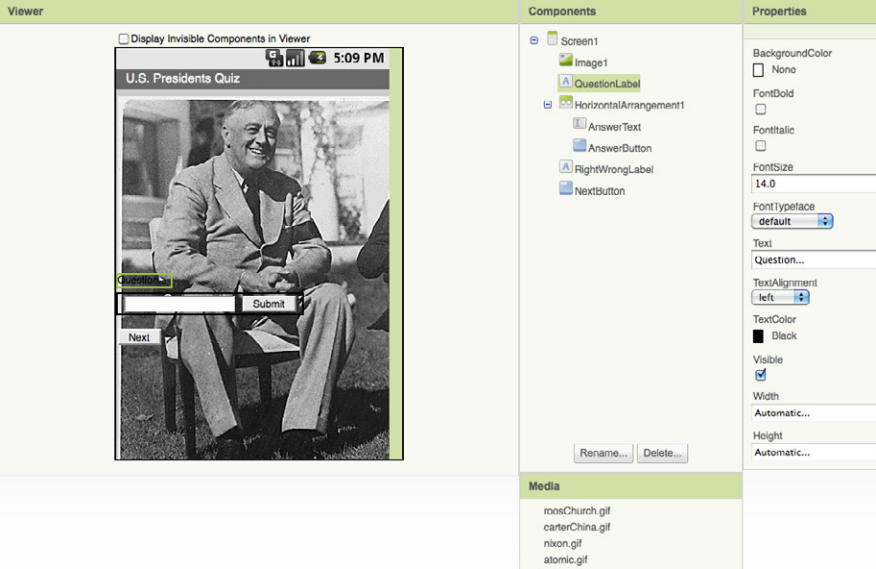 Viewer
Display Invisible Components in Viewer
5:09 PM
U.S. Presidents Quiz
Question...
Submit
Next
Components
Screen1
Image1
QuestionLabel
HorizontalArrangement1
AnswerText
AnswerButton
RightWrongLabel
NextButton
Rename... Delete...
Media
roosChurch.gif
carterChina.gif
nixon.gif
atomic.gif
Properties
BackgroundColor
None
FontBold
FontItalic
FontSize
14.0
FontTypeface
default
Text
Question...
TextAlignment
left
TextColor
Black
Visible
Width
Automatic...
Height
Automatic...